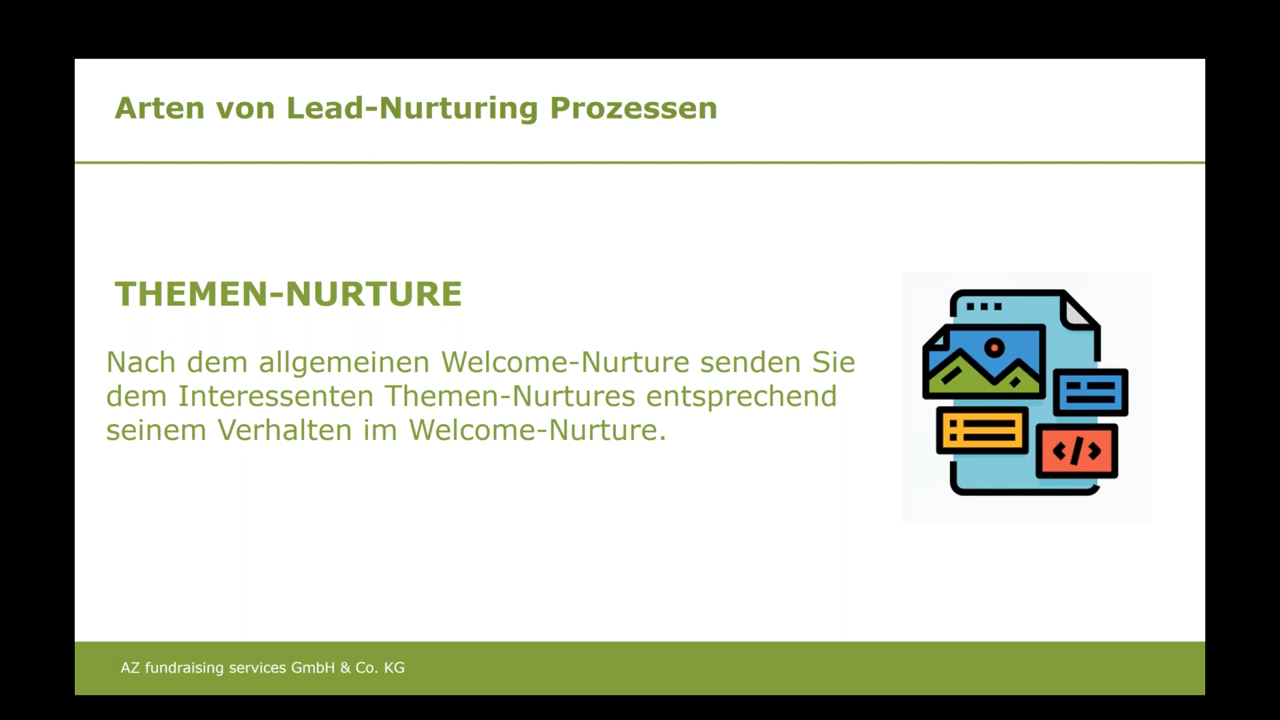 Arten von Lead-Nurturing Prozessen
THEMEN-NURTURE
Nach dem allgemeinen Welcome-Nurture senden Sie
dem Interessenten Themen-Nurtures entsprechend
seinem Verhalten im Welcome-Nurture.
</>
AZ fundraising services GmbH & Co. KG